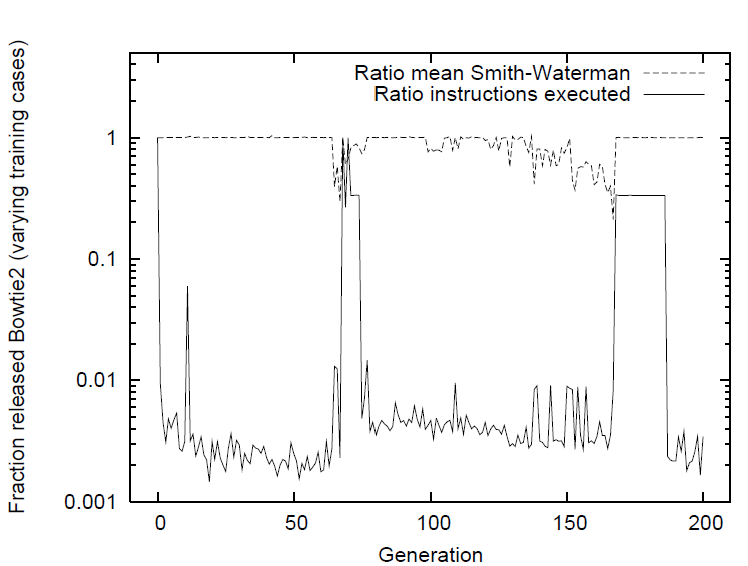 Fraction released Bowtie2 (varying training cases)
Ratio mean Smith-Waterman
Ratio instructions executed
1
0.1
0.01
0.001
0 50 100 150 200
Generation